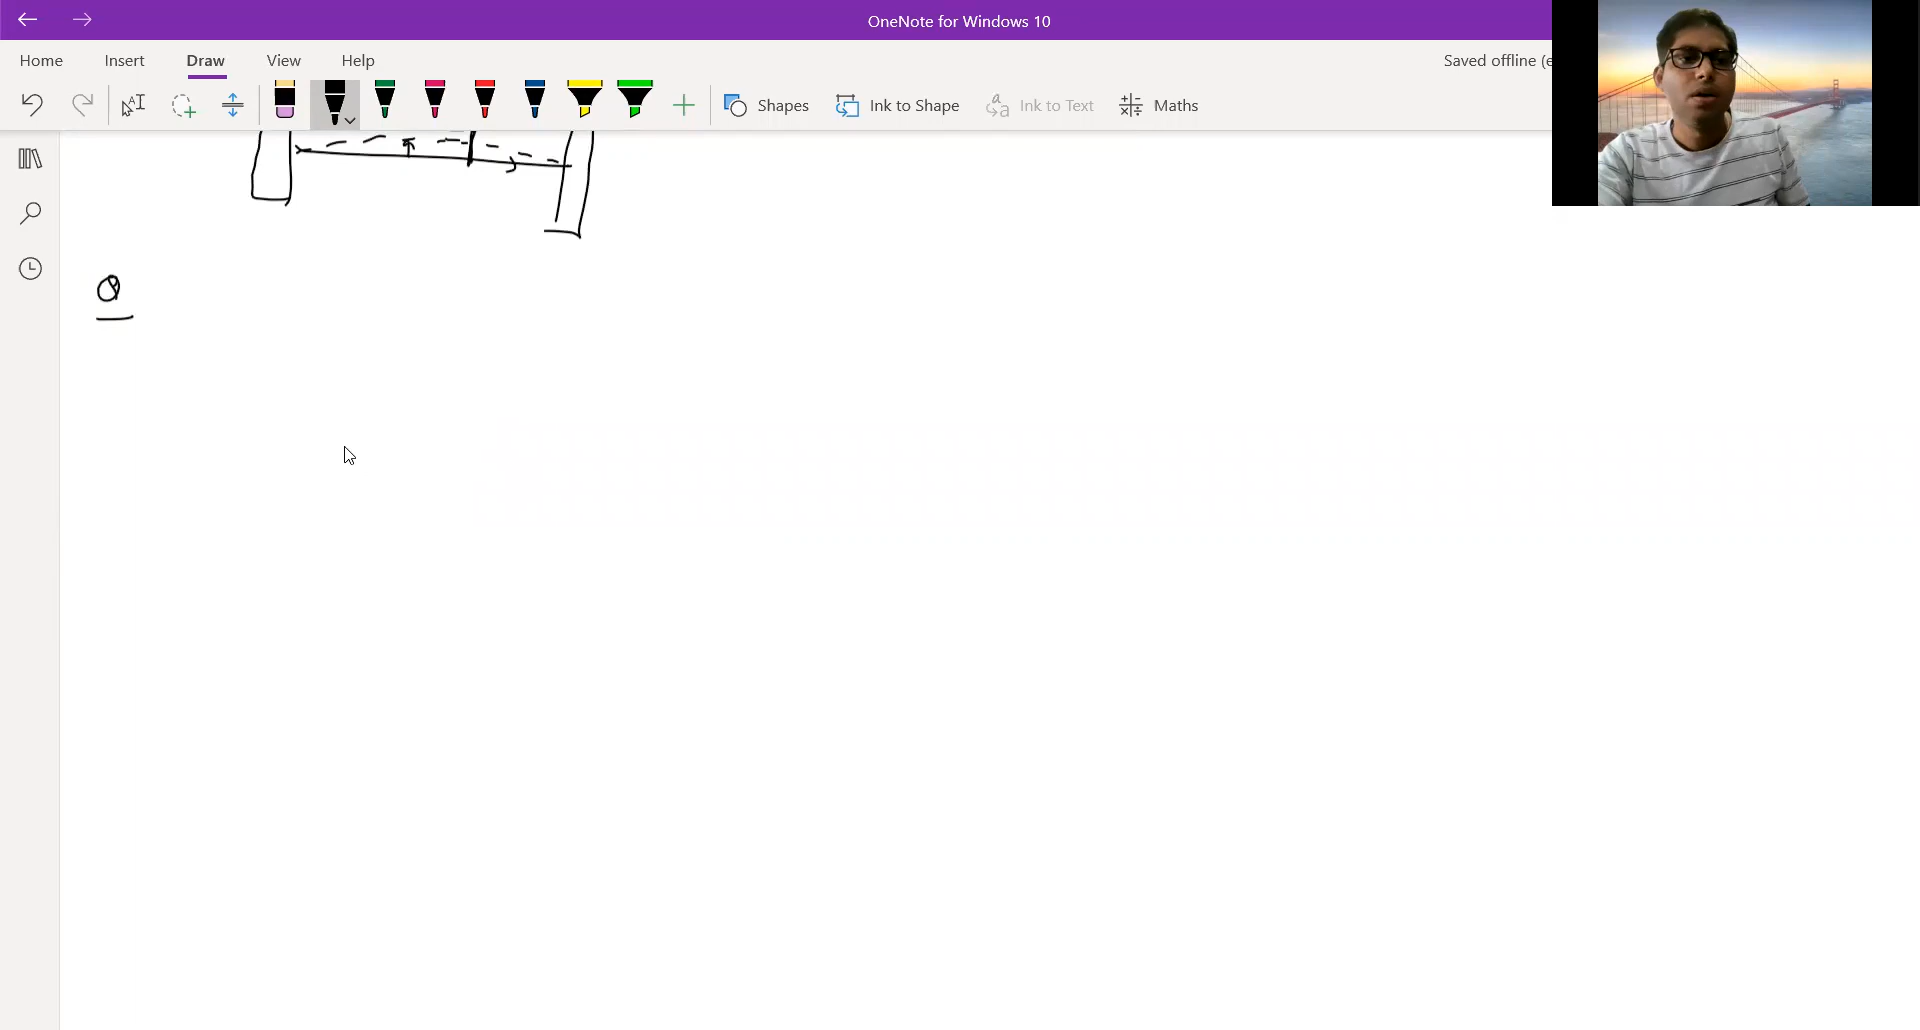 OneNote for Windows 10
Home Insert Draw View Help Saved offline (e
AI Shapes Ink to Shape Ink to Text Maths
Q